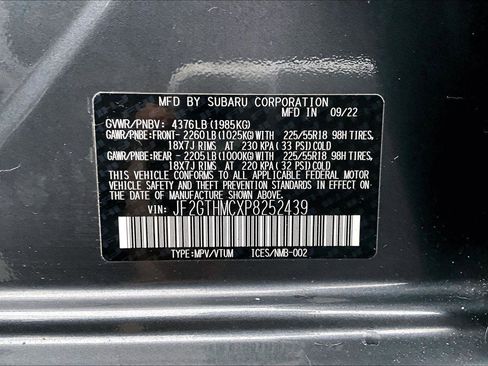 MFD BY SUBARU CORPORATION
MFD IN 09/22
GVWR/PNBV: 4376LB(1985KG)
GAWR/PNBE:FRONT-2260LB(1025KG)WITH 225/55R18 98H TIRES,
18X7J RIMS AT 230 KPA(33 PSI)COLD
GAWR/PNBE:REAR -2205LB(1000KG)WITH 225/55R18 98H TIRES,
18X7J RIMS AT 220 KPA(32 PSI)COLD
THIS VEHICLE CONFORMS TO ALL APPLICABLE FEDERAL MOTOR
VEHICLE SAFETY AND THEFT PREVENTION STANDARDS IN EFFECT
ON THE DATE OF MANUFACTURE SHOWN ABOVE.
VIN: JF2GTHMCXP8252439
TYPE:MPV/VTUM ICES/NMB-002